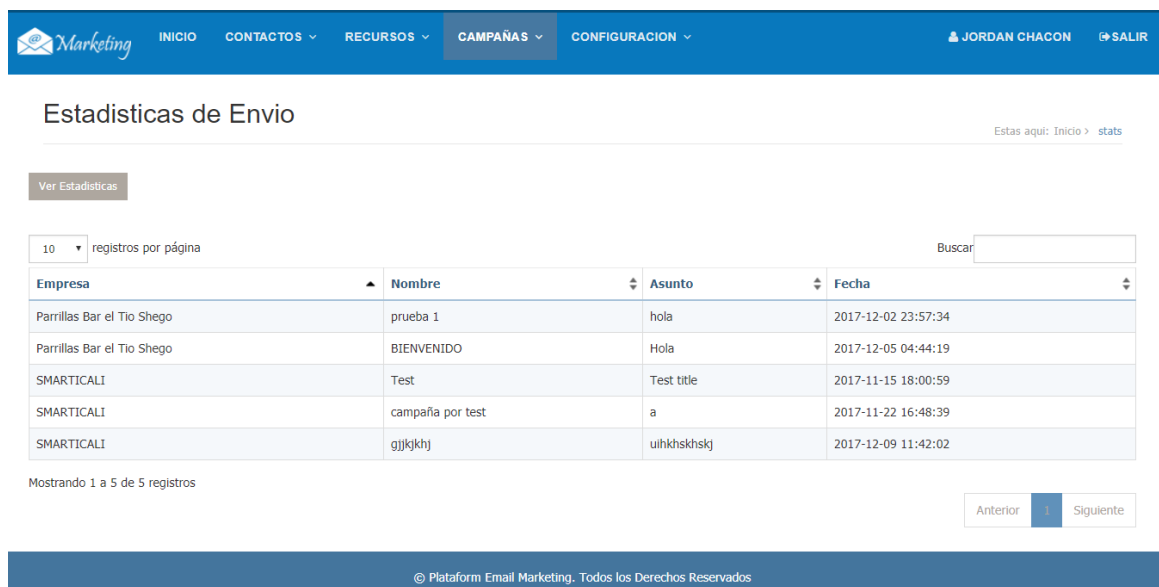 Marketing INICIO CONTACTOS RECURSOS CAMPAÑAS CONFIGURACION JORDAN CHACON SALIR
Estadisticas de Envio
Estas aqui: Inicio > stats
Ver Estadisticas
10 registros por página Buscar
Empresa Nombre Asunto Fecha
Parrillas Bar el Tio Shego prueba 1 hola 2017-12-02 23:57:34
Parrillas Bar el Tio Shego BIENVENIDO Hola 2017-12-05 04:44:19
SMARTICALI Test Test title 2017-11-15 18:00:59
SMARTICALI campaña por test a 2017-11-22 16:48:39
SMARTICALI gjjkjkhj uihkhskhskj 2017-12-09 11:42:02
Mostrando 1 a 5 de 5 registros
Anterior 1 Siguiente
© Plataform Email Marketing. Todos los Derechos Reservados